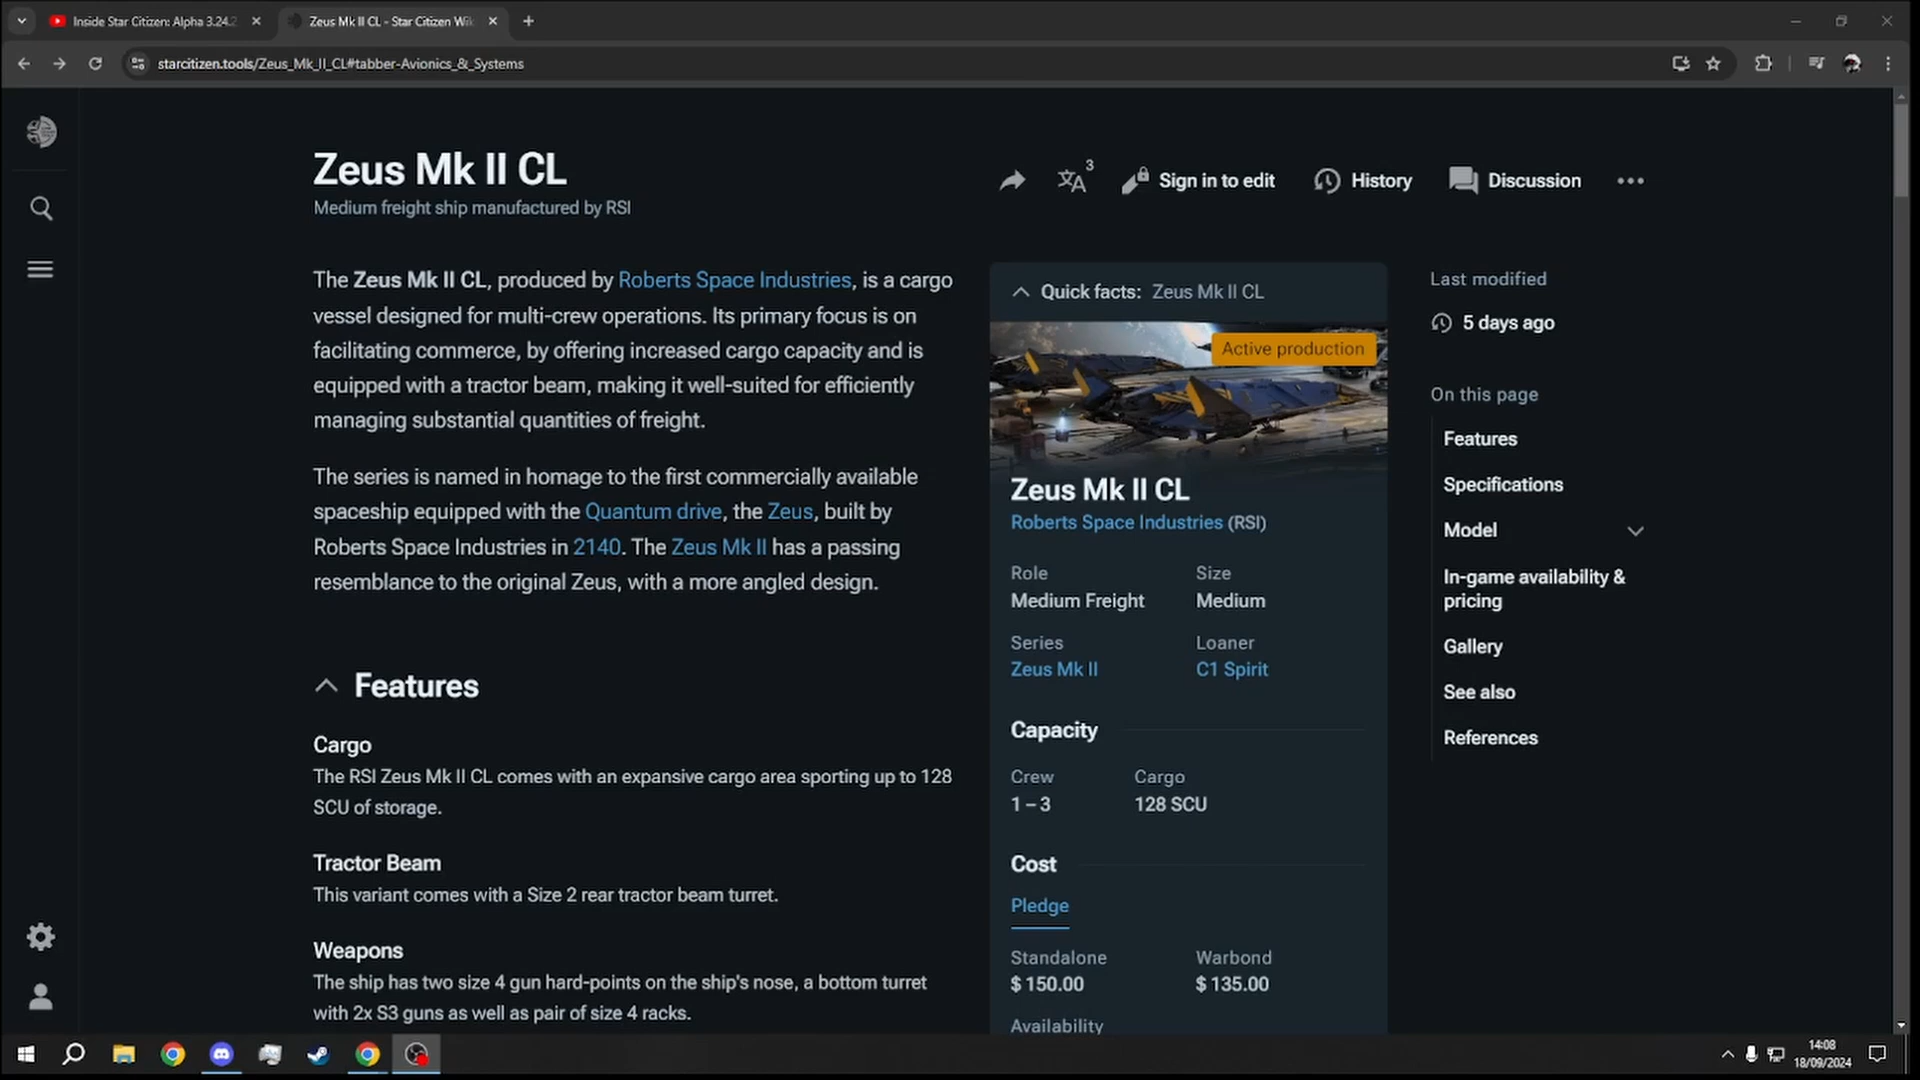 Inside Star Citizen: Alpha 3.24.2
Zeus Mk II CL - Star Citizen Wik
starcitizen.tools/Zeus_Mk_II_CL#tabber-Avionics_&_Systems
Zeus Mk II CL
Medium freight ship manufactured by RSI
3
Sign in to edit
History
Discussion
The Zeus Mk II CL, produced by Roberts Space Industries, is a cargo
vessel designed for multi-crew operations. Its primary focus is on
facilitating commerce, by offering increased cargo capacity and is
equipped with a tractor beam, making it well-suited for efficiently
managing substantial quantities of freight.
The series is named in homage to the first commercially available
spaceship equipped with the Quantum drive, the Zeus, built by
Roberts Space Industries in 2140. The Zeus Mk II has a passing
resemblance to the original Zeus, with a more angled design.
Features
Cargo
The RSI Zeus Mk II CL comes with an expansive cargo area sporting up to 128
SCU of storage.
Tractor Beam
This variant comes with a Size 2 rear tractor beam turret.
Weapons
The ship has two size 4 gun hard-points on the ship's nose, a bottom turret
with 2x S3 guns as well as pair of size 4 racks.
Quick facts: Zeus Mk II CL
Active production
Zeus Mk II CL
Roberts Space Industries (RSI)
Role
Size
Medium Freight
Medium
Series
Loaner
Zeus Mk II
C1 Spirit
Capacity
Crew
Cargo
1 – 3
128 SCU
Cost
Pledge
Standalone
Warbond
$ 150.00
$ 135.00
Availability
Last modified
5 days ago
On this page
Features
Specifications
Model
In-game availability &
pricing
Gallery
See also
References
14:08
18/09/2024